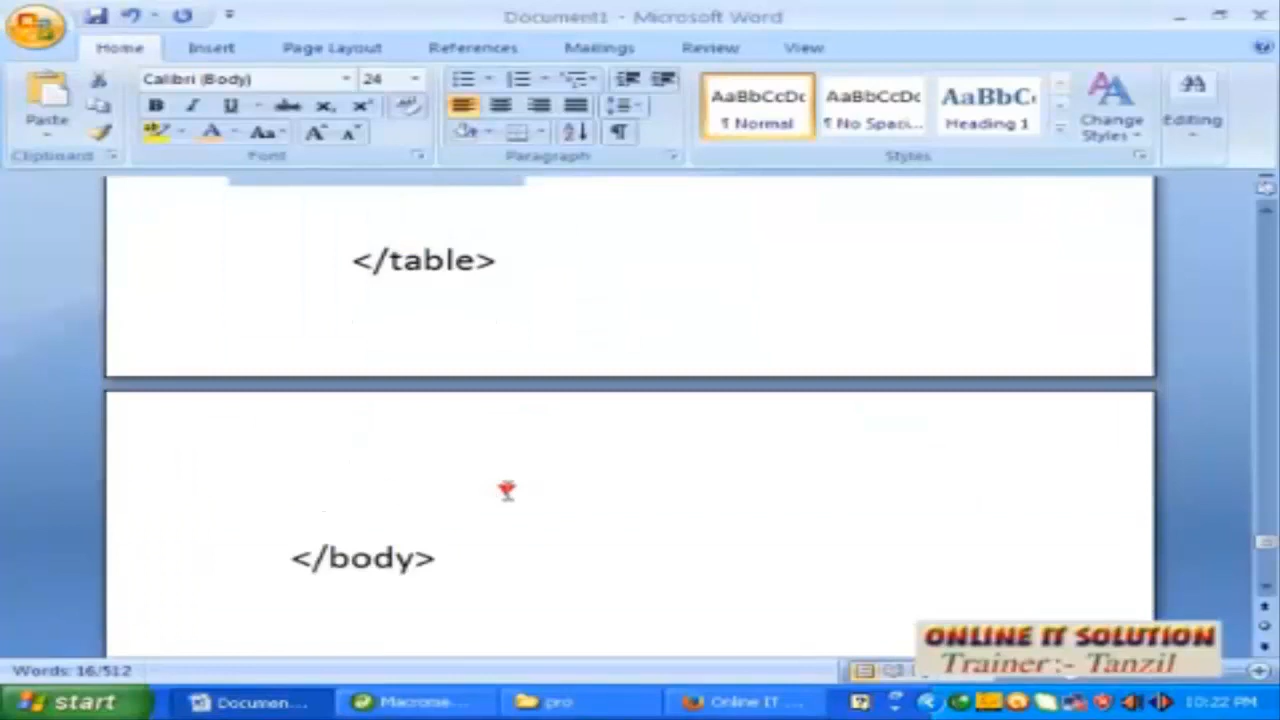 Document1 - Microsoft Word
Home Insert Page Layout References Mailings Review View
Calibri (Body) 24
AaBbCcDc AaBbCcDc AaBbC
Paste ¶ Normal ¶ No Spaci... Heading 1 Change Styles Editing
Clipboard Font Paragraph Styles
</table>
</body>
ONLINE IT SOLUTION
Trainer :- Tanzil
Words: 16/512
start Documen... Macrome... pro Online IT ... 10:22 PM